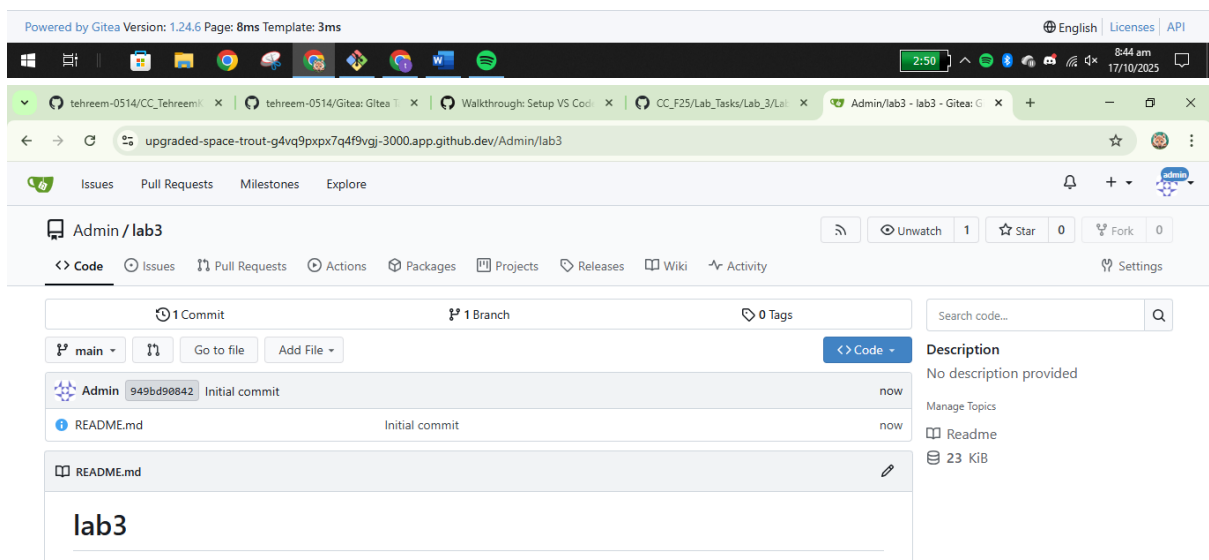 Powered by Gitea Version: 1.24.6 Page: 8ms Template: 3ms English Licenses API
2:50 8:44 am
17/10/2025
tehreem-0514/CC_Tehreem tehreem-0514/Gitea: GItea Walkthrough: Setup VS Cod CC_F25/Lab_Tasks/Lab_3/La Admin/lab3 - lab3 - Gitea: G
upgraded-space-trout-g4vq9pxpx7q4f9vgj-3000.app.github.dev/Admin/lab3
Issues Pull Requests Milestones Explore admin
Admin / lab3 Unwatch 1 Star 0 Fork 0
Code Issues Pull Requests Actions Packages Projects Releases Wiki Activity Settings
1 Commit 1 Branch 0 Tags Search code...
main Go to file Add File <> Code Description
No description provided
Admin 949bd90842 Initial commit now
Manage Topics
README.md Initial commit now
Readme
23 KiB
README.md
lab3